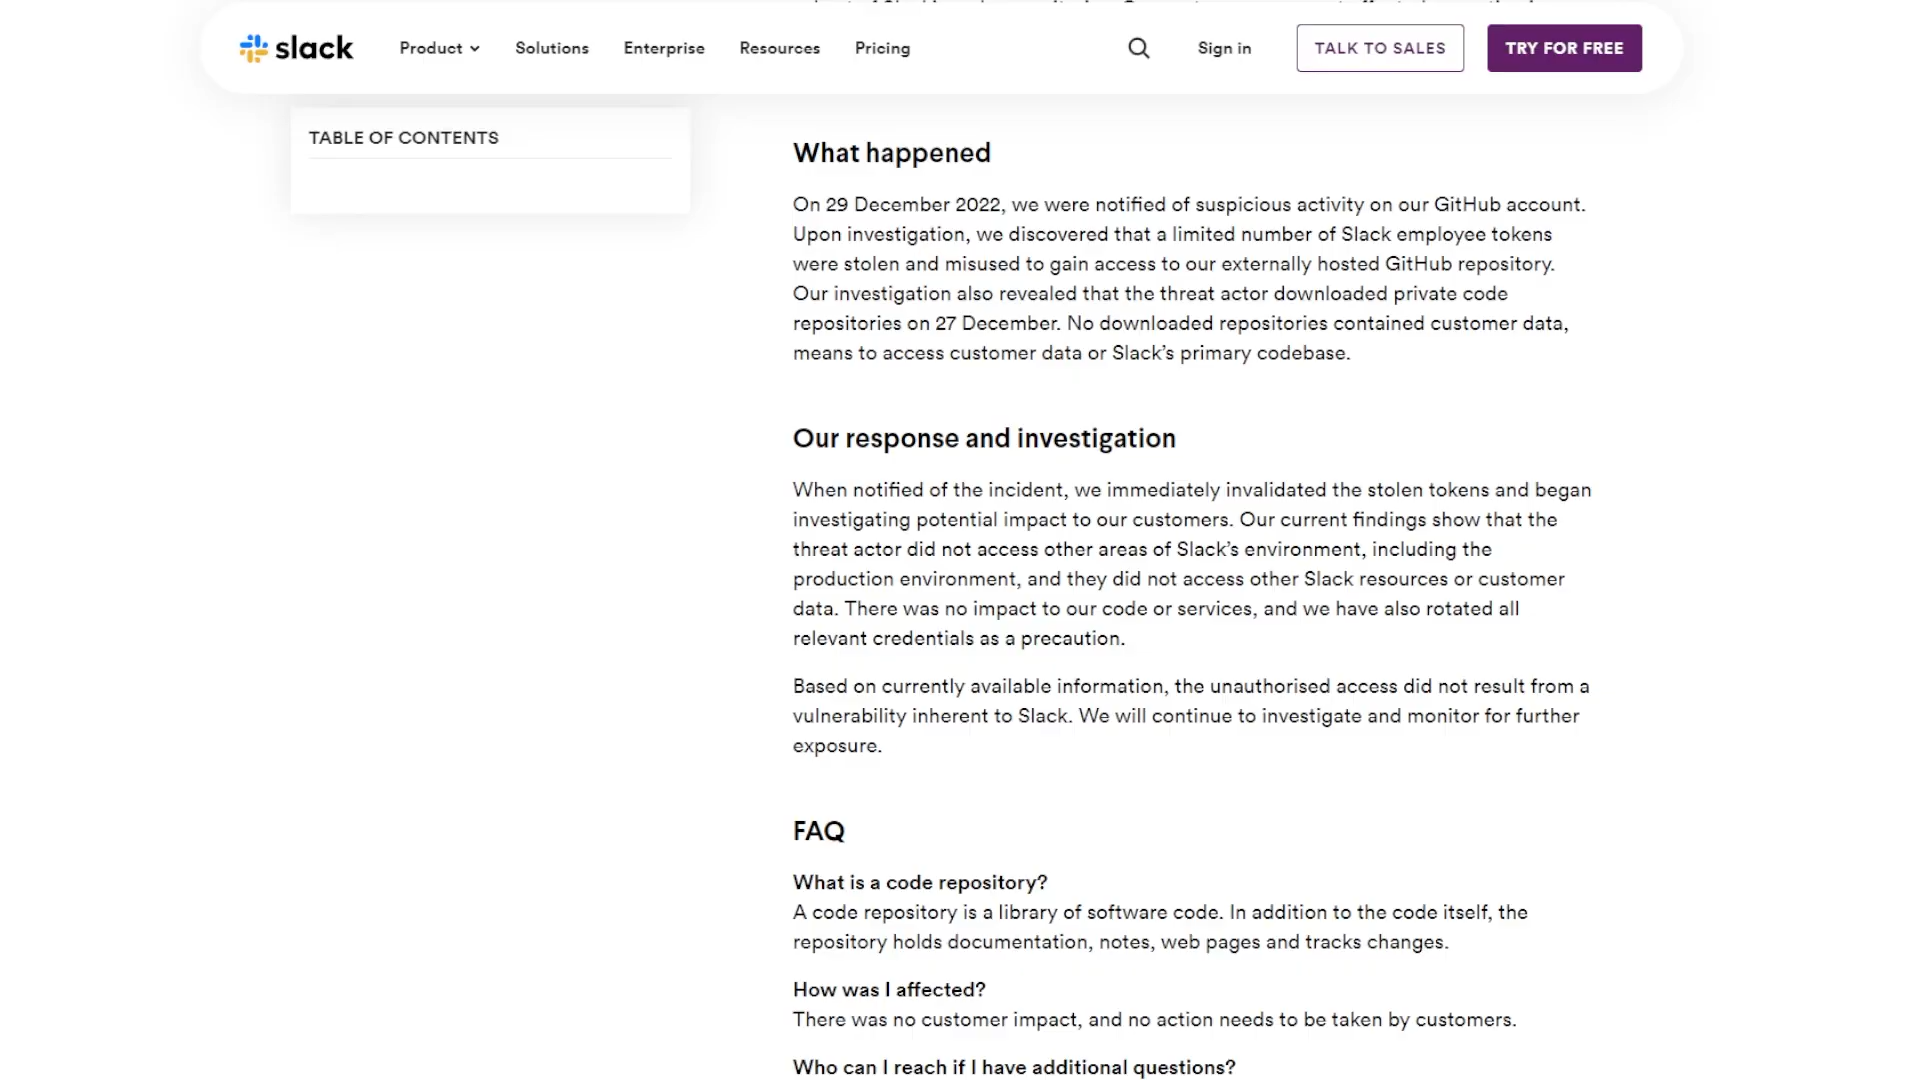 slack
Product
Solutions
Enterprise
Resources
Pricing
Sign in
TALK TO SALES
TRY FOR FREE
TABLE OF CONTENTS
What happened
On 29 December 2022, we were notified of suspicious activity on our GitHub account.
Upon investigation, we discovered that a limited number of Slack employee tokens
were stolen and misused to gain access to our externally hosted GitHub repository.
Our investigation also revealed that the threat actor downloaded private code
repositories on 27 December. No downloaded repositories contained customer data,
means to access customer data or Slack’s primary codebase.
Our response and investigation
When notified of the incident, we immediately invalidated the stolen tokens and began
investigating potential impact to our customers. Our current findings show that the
threat actor did not access other areas of Slack’s environment, including the
production environment, and they did not access other Slack resources or customer
data. There was no impact to our code or services, and we have also rotated all
relevant credentials as a precaution.
Based on currently available information, the unauthorised access did not result from a
vulnerability inherent to Slack. We will continue to investigate and monitor for further
exposure.
FAQ
What is a code repository?
A code repository is a library of software code. In addition to the code itself, the
repository holds documentation, notes, web pages and tracks changes.
How was I affected?
There was no customer impact, and no action needs to be taken by customers.
Who can I reach if I have additional questions?